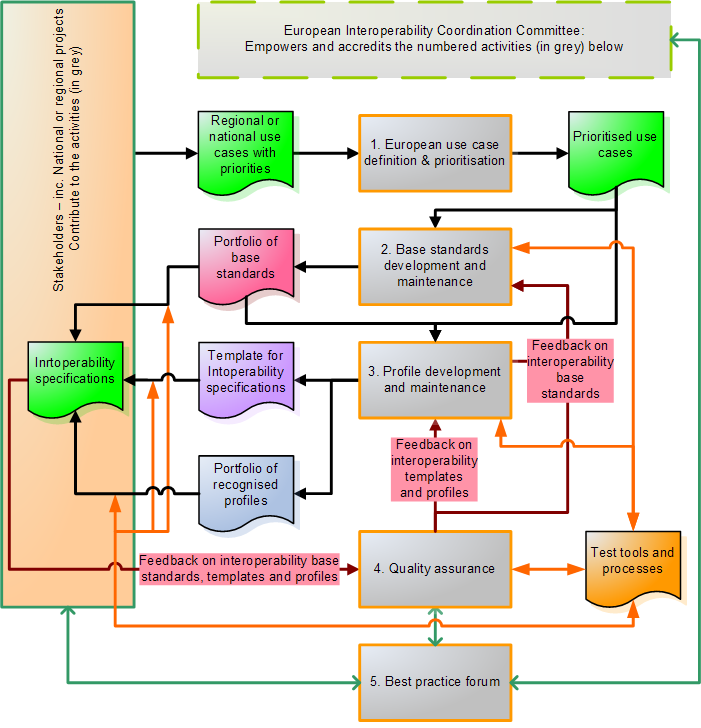 European Interoperability Coordination Committee:
Empowers and accredits the numbered activities (in grey) below
Stakeholders – inc. National or regional projects
Contribute to the activities (in grey)
Regional or
national use
cases with
priorities
1. European use case
definition & prioritisation
Prioritised use
cases
Portfolio of
base
standards
2. Base standards
development and
maintenance
Introperability
specifications
Template for
Intoperability
specifications
3. Profile development
and maintenance
Feedback on
interoperability
base
standards
Feedback on
interoperability
templates
and profiles
Portfolio of
recognised
profiles
Feedback on interoperability base
standards, templates and profiles
4. Quality assurance
Test tools and
processes
5. Best practice forum